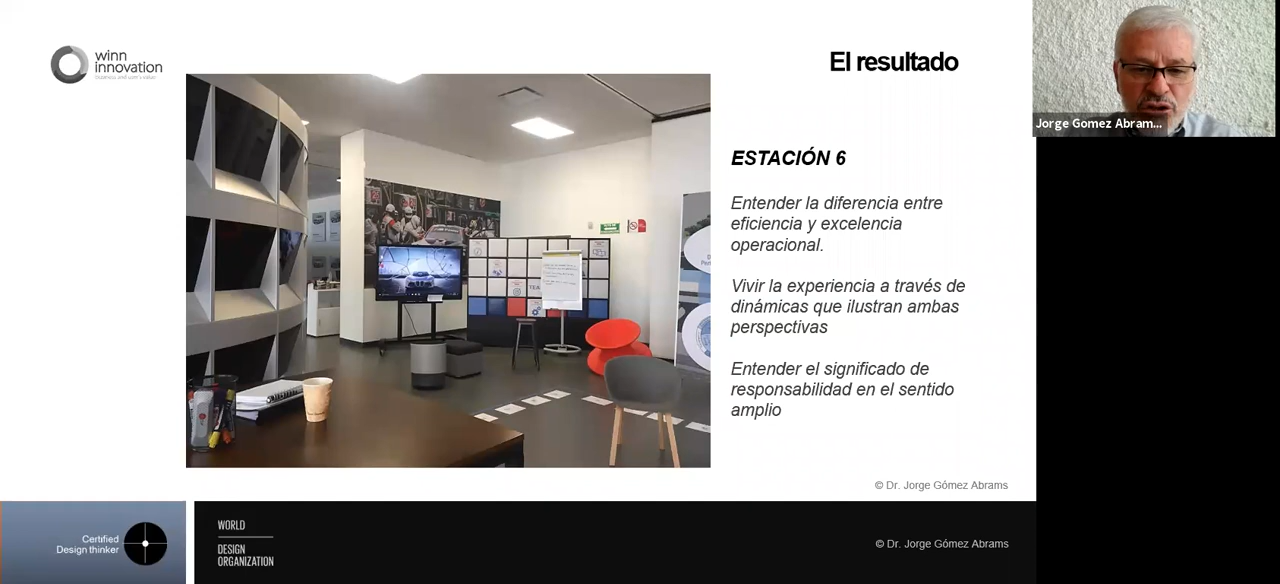 winn
innovation
El resultado
Jorge Gomez Abram...
ESTACIÓN 6
Entender la diferencia entre
eficiencia y excelencia
operacional.
Vivir la experiencia a través de
dinámicas que ilustran ambas
perspectivas
Entender el significado de
responsabilidad en el sentido
amplio
© Dr. Jorge Gómez Abrams
Certified
Design thinker
WORLD
DESIGN
ORGANIZATION
© Dr. Jorge Gómez Abrams